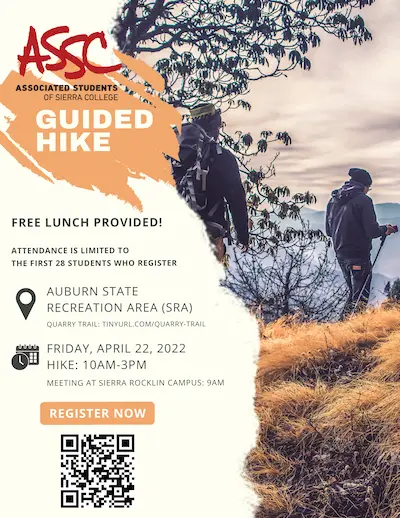 ASSC
ASSOCIATED STUDENTS
OF SIERRA COLLEGE
GUIDED
HIKE
FREE LUNCH PROVIDED!
ATTENDANCE IS LIMITED TO
THE FIRST 28 STUDENTS WHO REGISTER
AUBURN STATE
RECREATION AREA (SRA)
QUARRY TRAIL: TINYURL.COM/QUARRY-TRAIL
FRIDAY, APRIL 22, 2022
HIKE: 10AM-3PM
MEETING AT SIERRA ROCKLIN CAMPUS: 9AM
REGISTER NOW